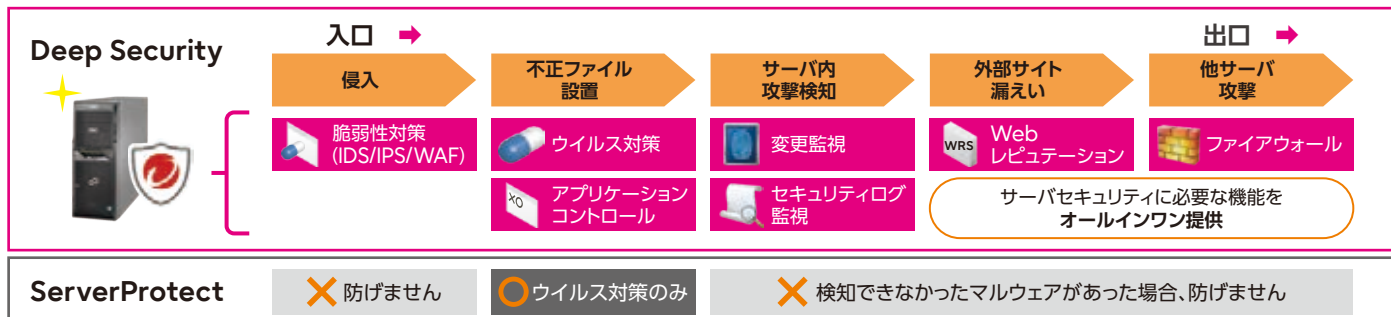 Deep Security
入口
出口
侵入
不正ファイル
設置
サーバ内
攻撃検知
外部サイト
漏えい
他サーバ
攻撃
脆弱性対策
(IDS/IPS/WAF)
ウイルス対策
変更監視
WRS
Web
レピュテーション
ファイアウォール
XO
アプリケーション
コントロール
セキュリティログ
監視
サーバセキュリティに必要な機能を
オールインワン提供
ServerProtect
防げません
ウイルス対策のみ
検知できなかったマルウェアがあった場合、防げません